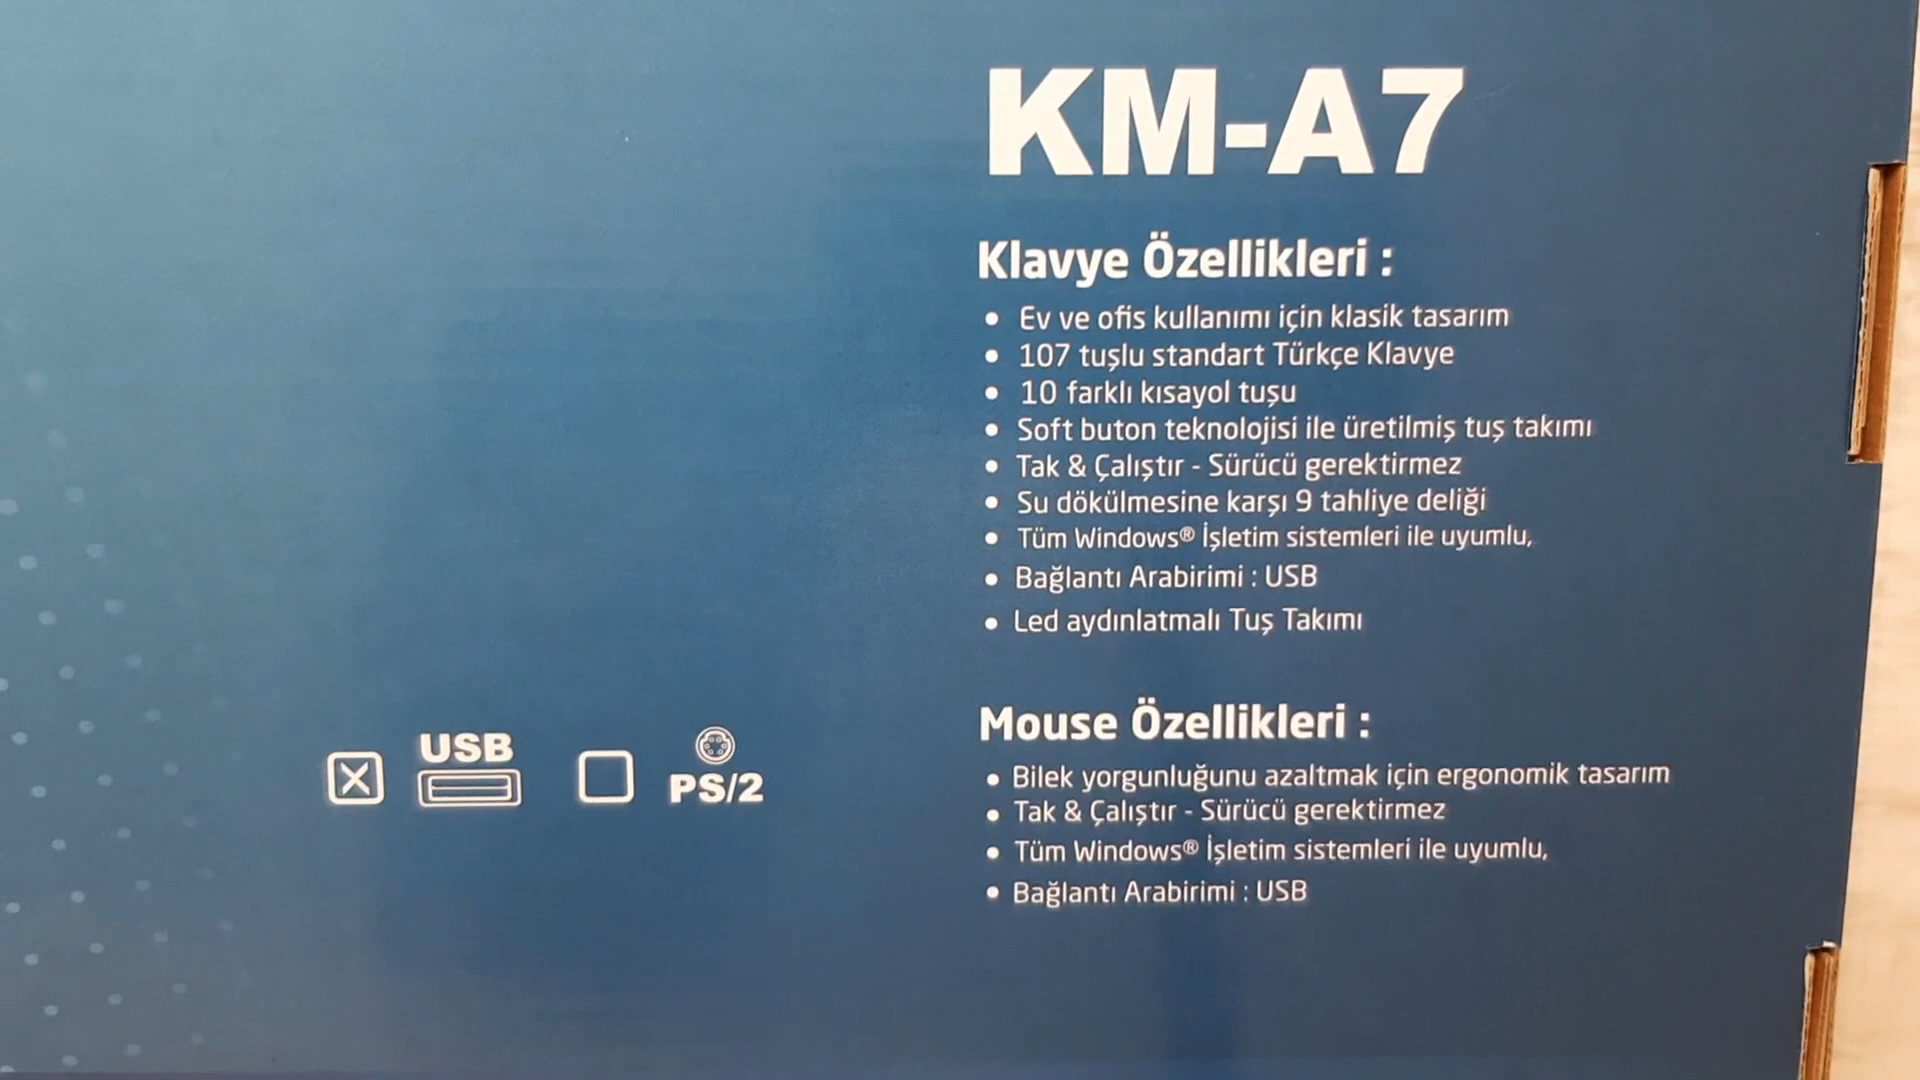 KM-A7
Klavye Özellikleri :
• Ev ve ofis kullanımı için klasik tasarım
• 107 tuşlu standart Türkçe Klavye
• 10 farklı kısayol tuşu
• Soft buton teknolojisi ile üretilmiş tuş takımı
• Tak & Çalıştır - Sürücü gerektirmez
• Su dökülmesine karşı 9 tahliye deliği
• Tüm Windows® İşletim sistemleri ile uyumlu,
• Bağlantı Arabirimi : USB
• Led aydınlatmalı Tuş Takımı
Mouse Özellikleri :
• Bilek yorgunluğunu azaltmak için ergonomik tasarım
• Tak & Çalıştır - Sürücü gerektirmez
• Tüm Windows® İşletim sistemleri ile uyumlu,
• Bağlantı Arabirimi : USB
USB
PS/2